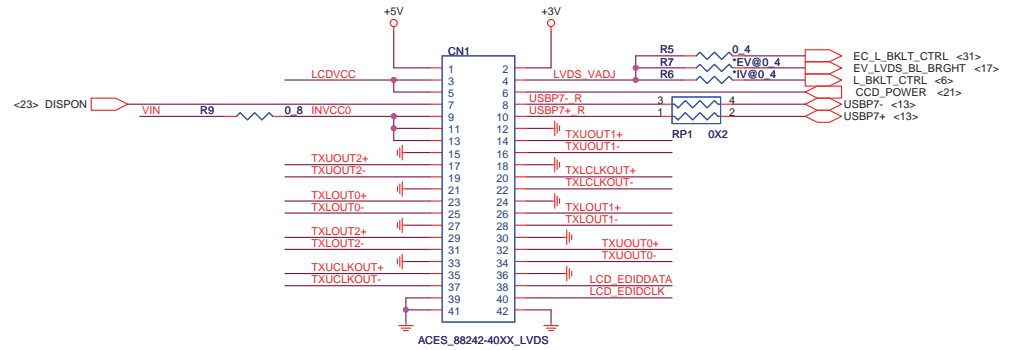 +5V +3V
CN1
R5 0_4 EC_L_BKLT_CTRL <31>
R7 *EV@0_4 EV_LVDS_BL_BRGHT <17>
R6 *IV@0_4 L_BKLT_CTRL <6>
CCD_POWER <21>
1 2
LCDVCC 3 4 LVDS_VADJ
5 6
<23> DISPON 7 8 USBP7-_R 3 4 USBP7- <13>
VIN R9 0_8 INVCC0 9 10 USBP7+_R 1 2 USBP7+ <13>
RP1 0X2
11 12
13 14 TXUOUT1+
15 16 TXUOUT1-
TXUOUT2+ 17 18
TXUOUT2- 19 20 TXLCLKOUT+
21 22 TXLCLKOUT-
TXLOUT0+ 23 24
TXLOUT0- 25 26 TXLOUT1+
27 28 TXLOUT1-
TXLOUT2+ 29 30
TXLOUT2- 31 32 TXUOUT0+
33 34 TXUOUT0-
TXUCLKOUT+ 35 36
TXUCLKOUT- 37 38 LCD_EDIDDATA
39 40 LCD_EDIDCLK
41 42
ACES_88242-40XX_LVDS